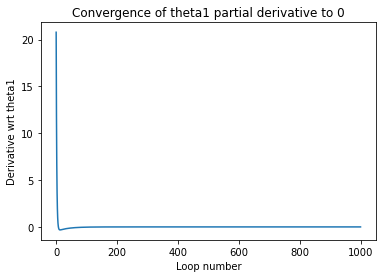 Convergence of theta1 partial derivative to 0
20
15
10
5
0
Derivative wrt theta1
0 200 400 600 800 1000
Loop number